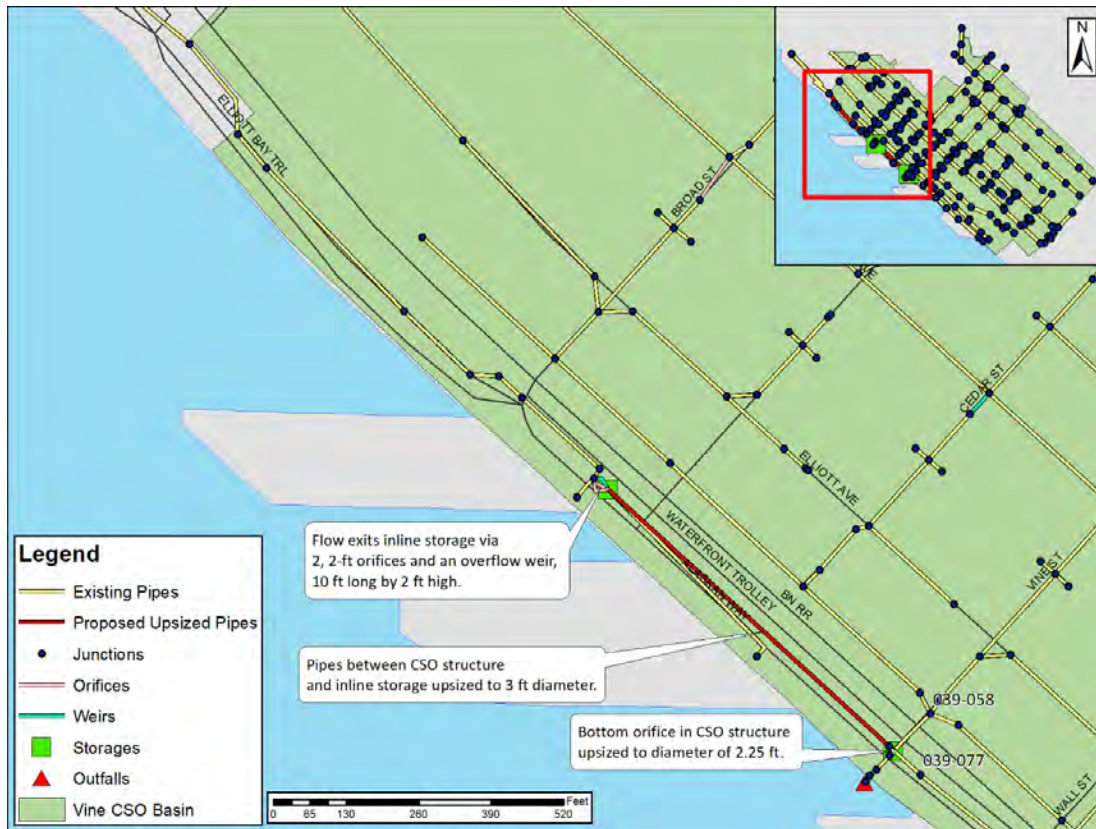 N
ELLIOTT BAY TRL
BROAD ST
CEDAR ST
ELLIOTT AVE
WATERFRONT TROLLEY
BN RR
VINE ST
WALL ST
Flow exits inline storage via
2, 2-ft orifices and an overflow weir,
10 ft long by 2 ft high.
Pipes between CSO structure
and inline storage upsized to 3 ft diameter.
Bottom orifice in CSO structure
upsized to diameter of 2.25 ft.
039-058
039-077
Legend
Existing Pipes
Proposed Upsized Pipes
Junctions
Orifices
Weirs
Storages
Outfalls
Vine CSO Basin
Feet
0 65 130 260 390 520